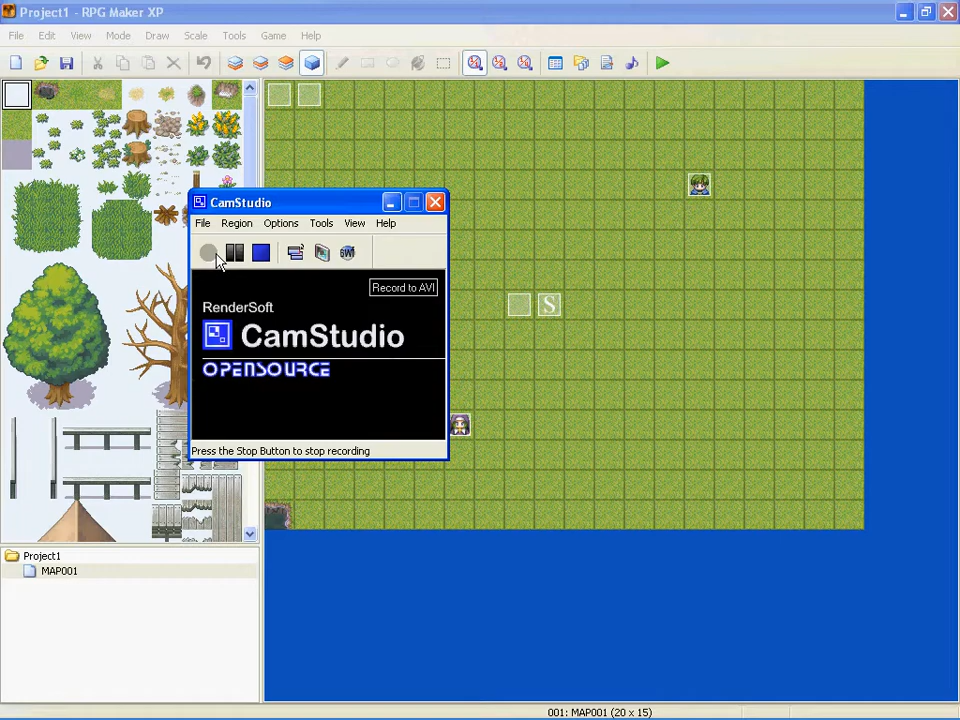 Project1 - RPG Maker XP
File Edit View Mode Draw Scale Tools Game Help
CamStudio
File Region Options Tools View Help
SWF
Record to AVI
RenderSoft
CamStudio
OPENSOURCE
Press the Stop Button to stop recording
S
Project1
MAP001
001: MAP001 (20 x 15)